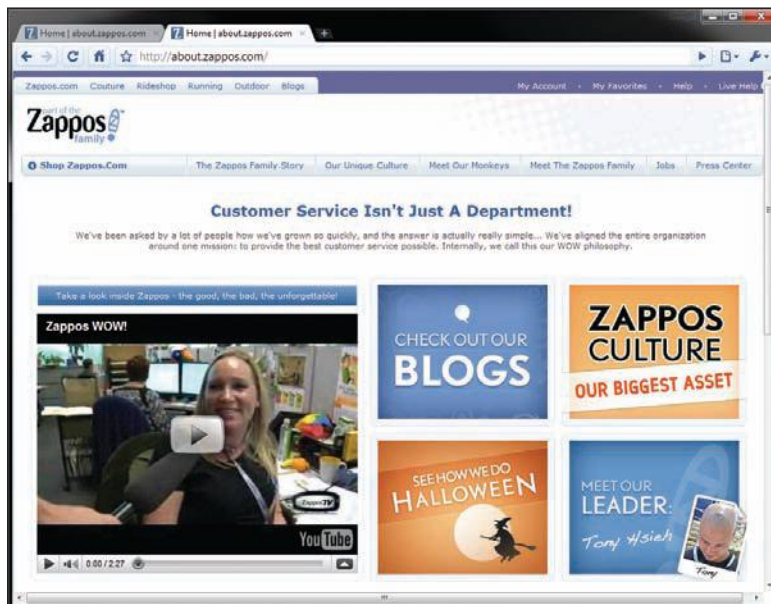 Home | about.zappos.com
Home | about.zappos.com
http://about.zappos.com/
Zappos.com Couture Rideshop Running Outdoor Blogs
My Account My Favorites Help Live Help
part of the
Zappos
family
Shop Zappos.Com The Zappos Family Story Our Unique Culture Meet Our Monkeys Meet The Zappos Family Jobs Press Center
Customer Service Isn't Just A Department!
We've been asked by a lot of people how we've grown so quickly, and the answer is actually really simple... We've aligned the entire organization
around one mission: to provide the best customer service possible. Internally, we call this our WOW philosophy.
Take a look inside Zappos - the good, the bad, the unforgettable!
Zappos WOW!
ZapposTV
YouTube
0:00 / 2:27
CHECK OUT OUR
BLOGS
ZAPPOS
CULTURE
OUR BIGGEST ASSET
SEE HOW WE DO
HALLOWEEN
MEET OUR
LEADER:
Tony Hsieh
Tony